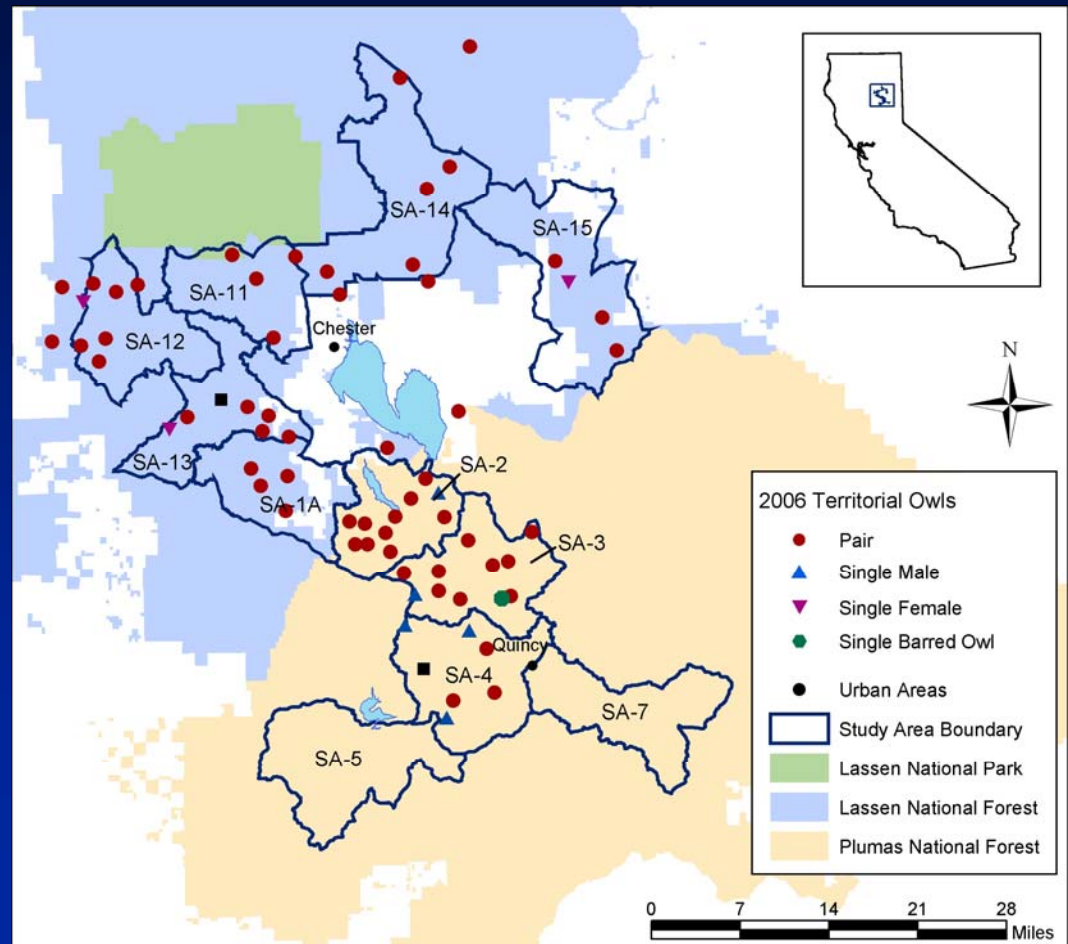 SA-14
SA-15
SA-11
Chester
SA-12
SA-13
SA-2
SA-1A
SA-3
Quincy
SA-4
SA-7
SA-5
N
2006 Territorial Owls
Pair
Single Male
Single Female
Single Barred Owl
Urban Areas
Study Area Boundary
Lassen National Park
Lassen National Forest
Plumas National Forest
0 7 14 21 28
Miles